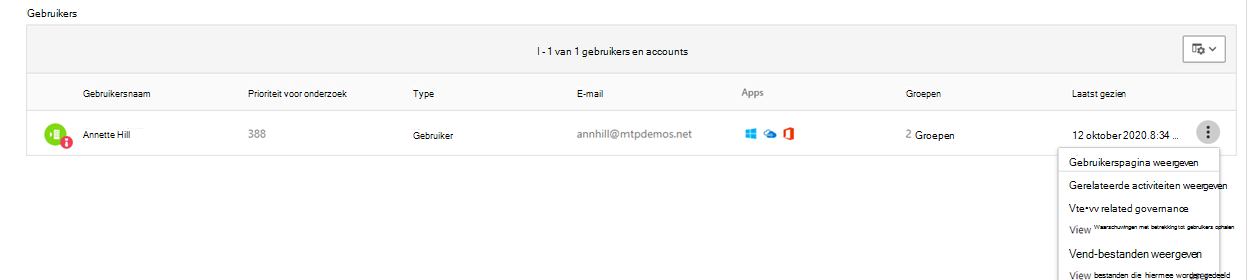 Gebruikers
I - 1 van 1 gebruikers en accounts
Gebruikersnaam Prioriteit voor onderzoek Type E-mail Apps Groepen Laatst gezien
Annette Hill 388 Gebruiker annhill@mtpdemos.net 2 Groepen 12 oktober 2020.8:34 ...
Gebruikerspagina weergeven
Gerelateerde activiteiten weergeven
Vte•vv related governance
View Waarschuwingen met betrekking tot gebruikers ophalen
Vend-bestanden weergeven
View bestanden die hiermee worden gedeeld